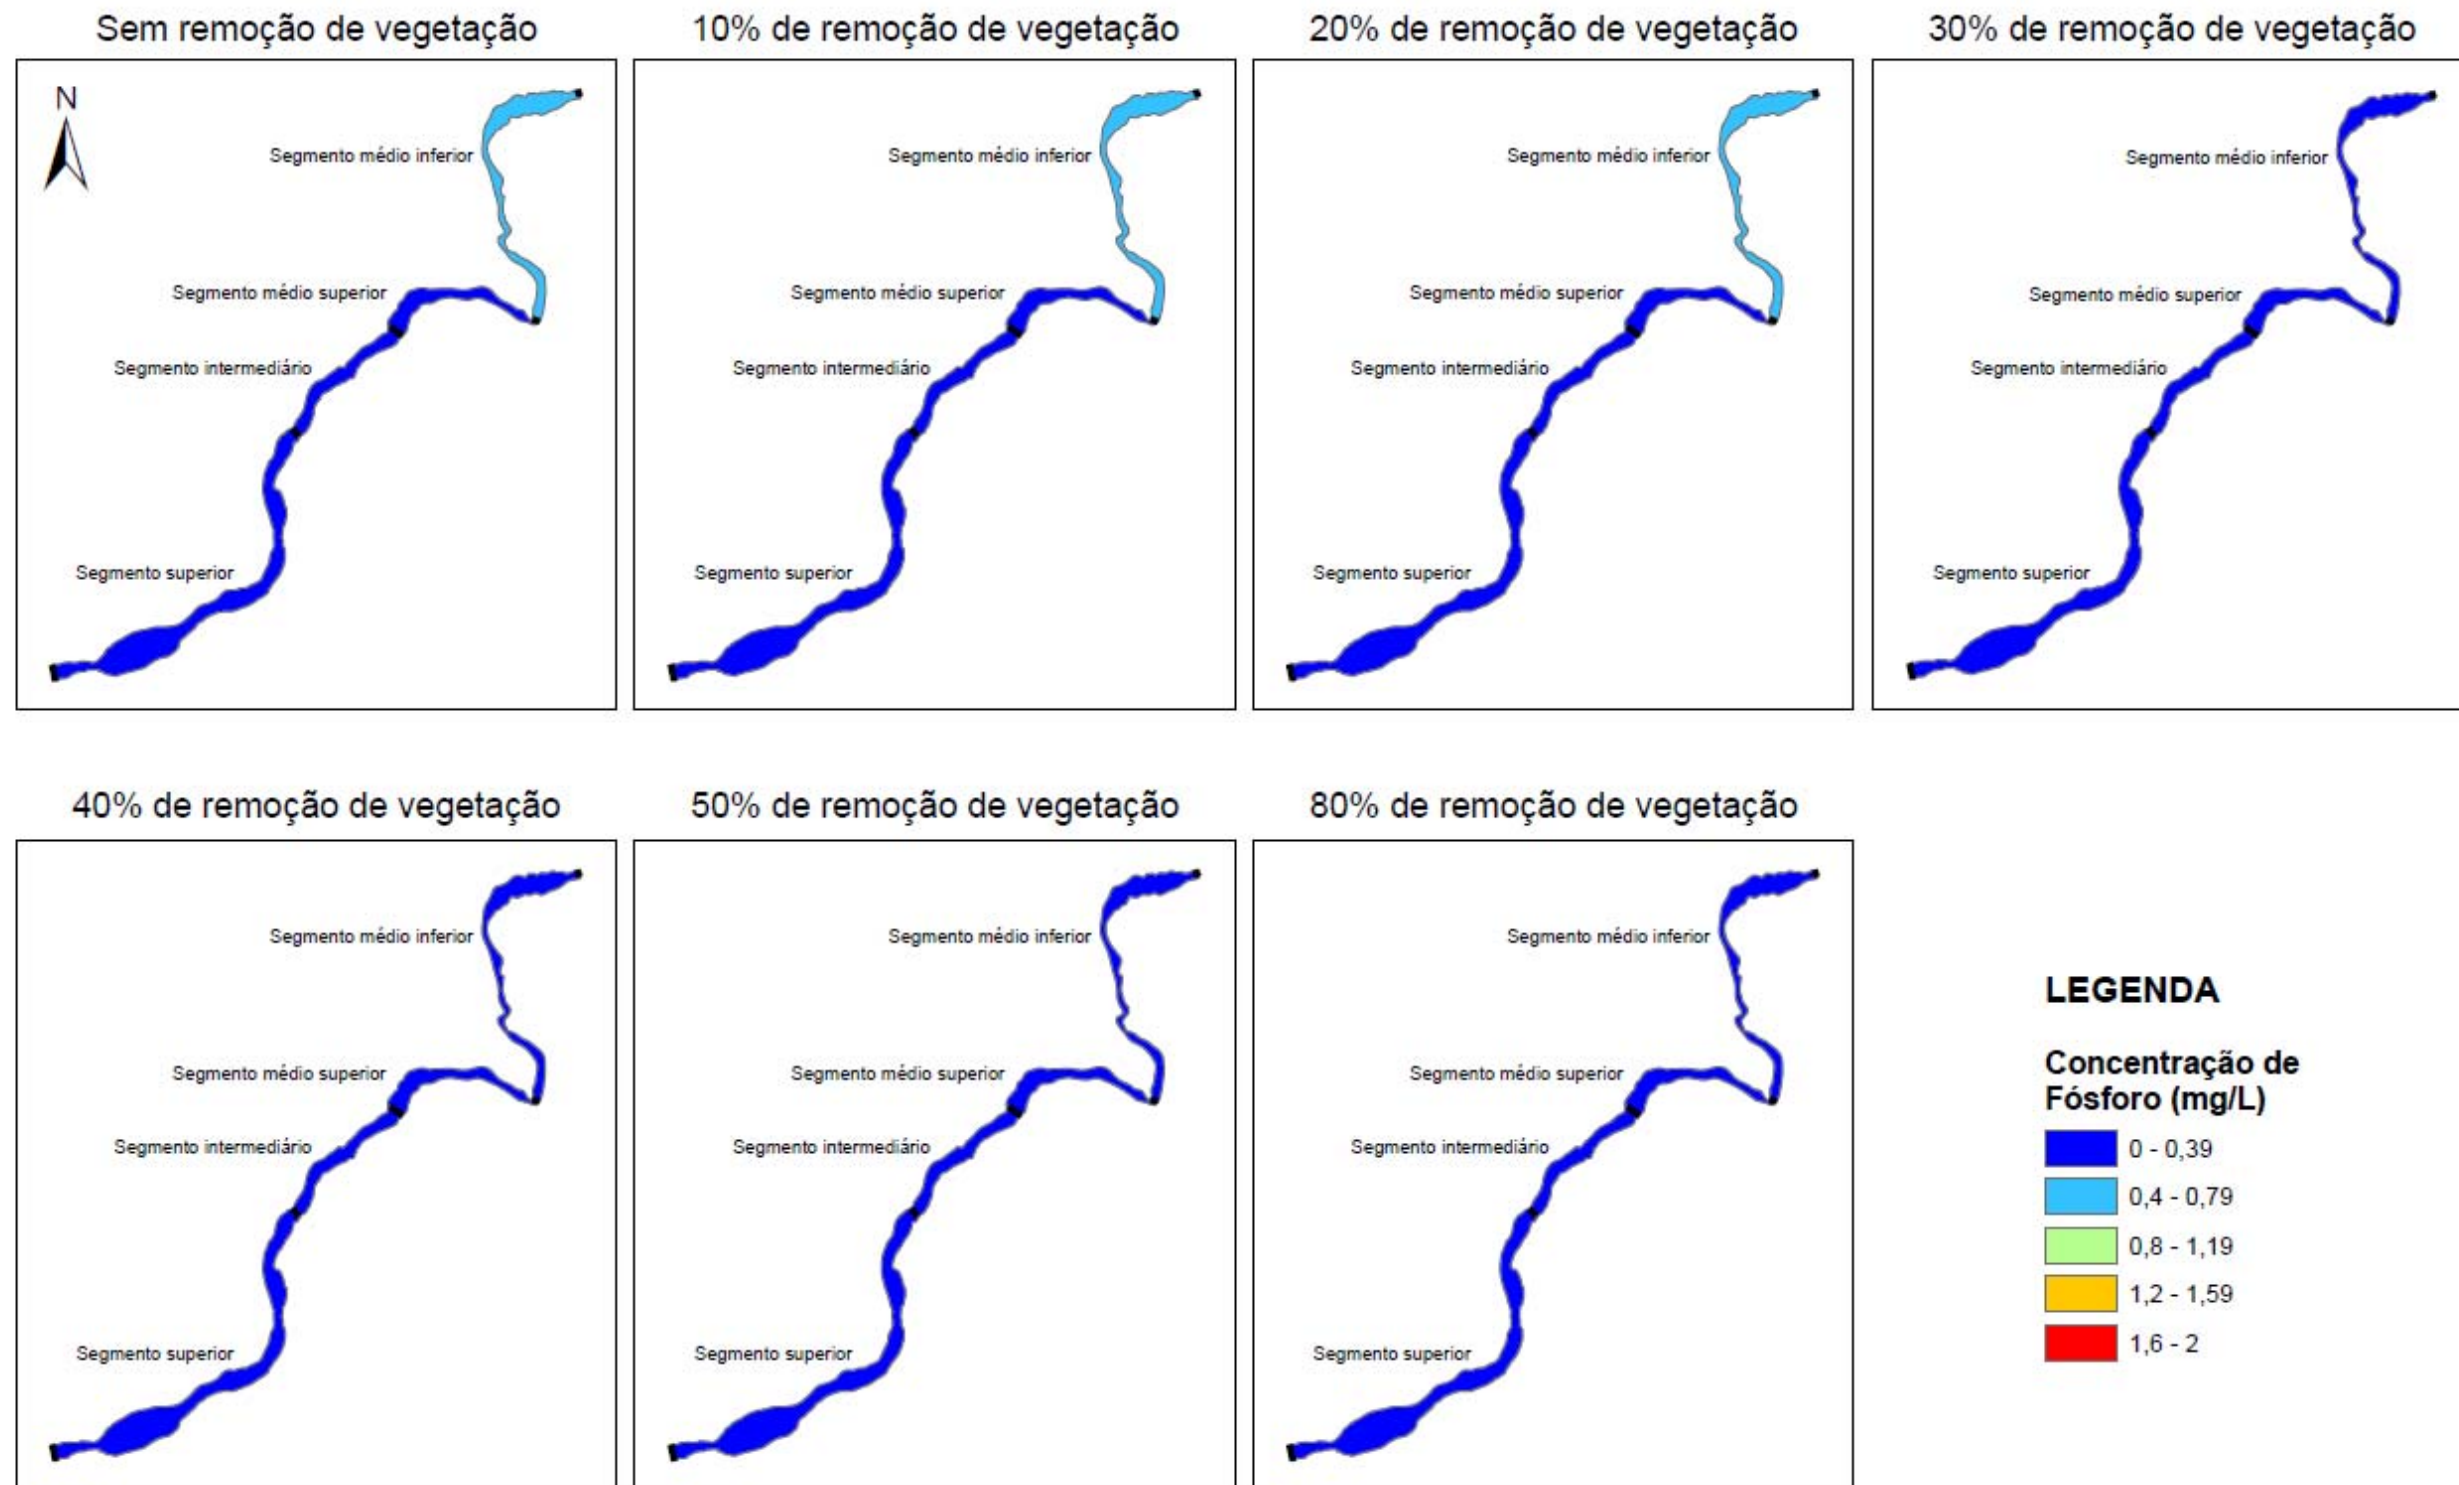 Sem remoção de vegetação
10% de remoção de vegetação
20% de remoção de vegetação
30% de remoção de vegetação
N
Segmento médio inferior
Segmento médio superior
Segmento intermediário
Segmento superior
Segmento médio inferior
Segmento médio superior
Segmento intermediário
Segmento superior
Segmento médio inferior
Segmento médio superior
Segmento intermediário
Segmento superior
Segmento médio inferior
Segmento médio superior
Segmento intermediário
Segmento superior
40% de remoção de vegetação
50% de remoção de vegetação
80% de remoção de vegetação
Segmento médio inferior
Segmento médio superior
Segmento intermediário
Segmento superior
Segmento médio inferior
Segmento médio superior
Segmento intermediário
Segmento superior
Segmento médio inferior
Segmento médio superior
Segmento intermediário
Segmento superior
LEGENDA
Concentração de
Fósforo (mg/L)
0 - 0,39
0,4 - 0,79
0,8 - 1,19
1,2 - 1,59
1,6 - 2